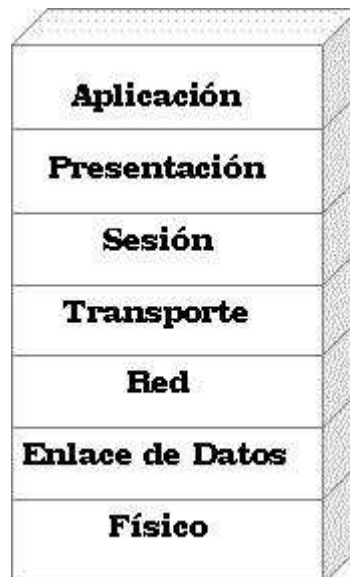 Aplicación
Presentación
Sesión
Transporte
Red
Enlace de Datos
Físico